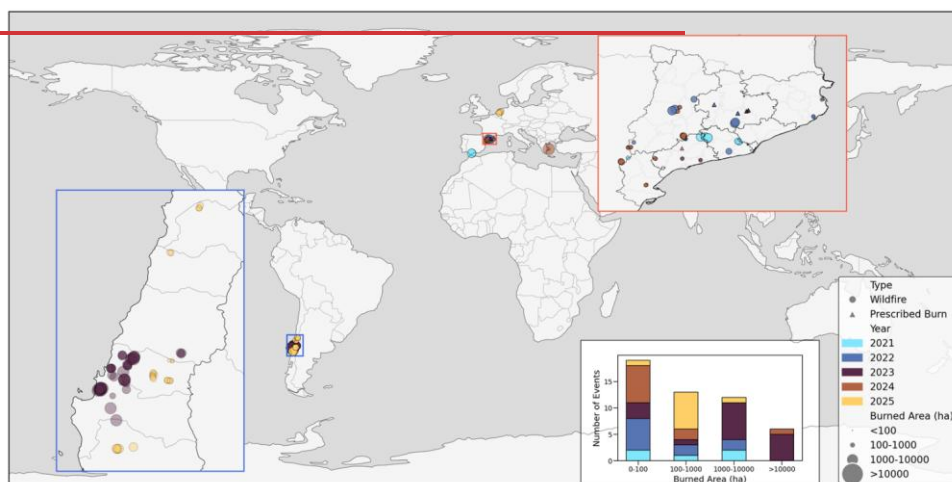 Type
Wildfire
Prescribed Burn
Year
2021
2022
2023
2024
2025
Burned Area (ha)
<100
100-1000
1000-10000
>10000
Number of Events
15
10
5
0
0-100
100-1000
1000-10000
>10000
Burned Area (ha)